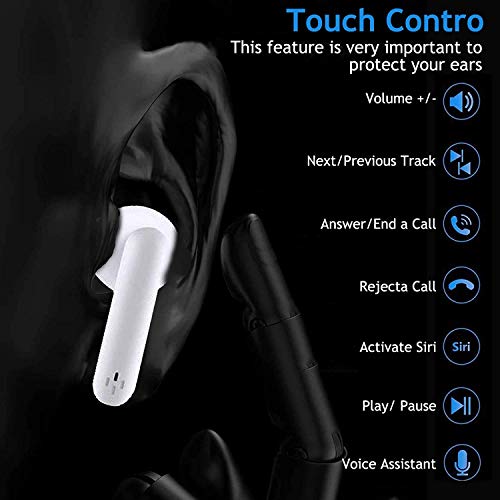 Touch Contro
This feature is very important to
protect your ears
Volume +/-
Next/Previous Track
Answer/End a Call
Rejecta Call
Activate Siri
Siri
Play/ Pause
Voice Assistant